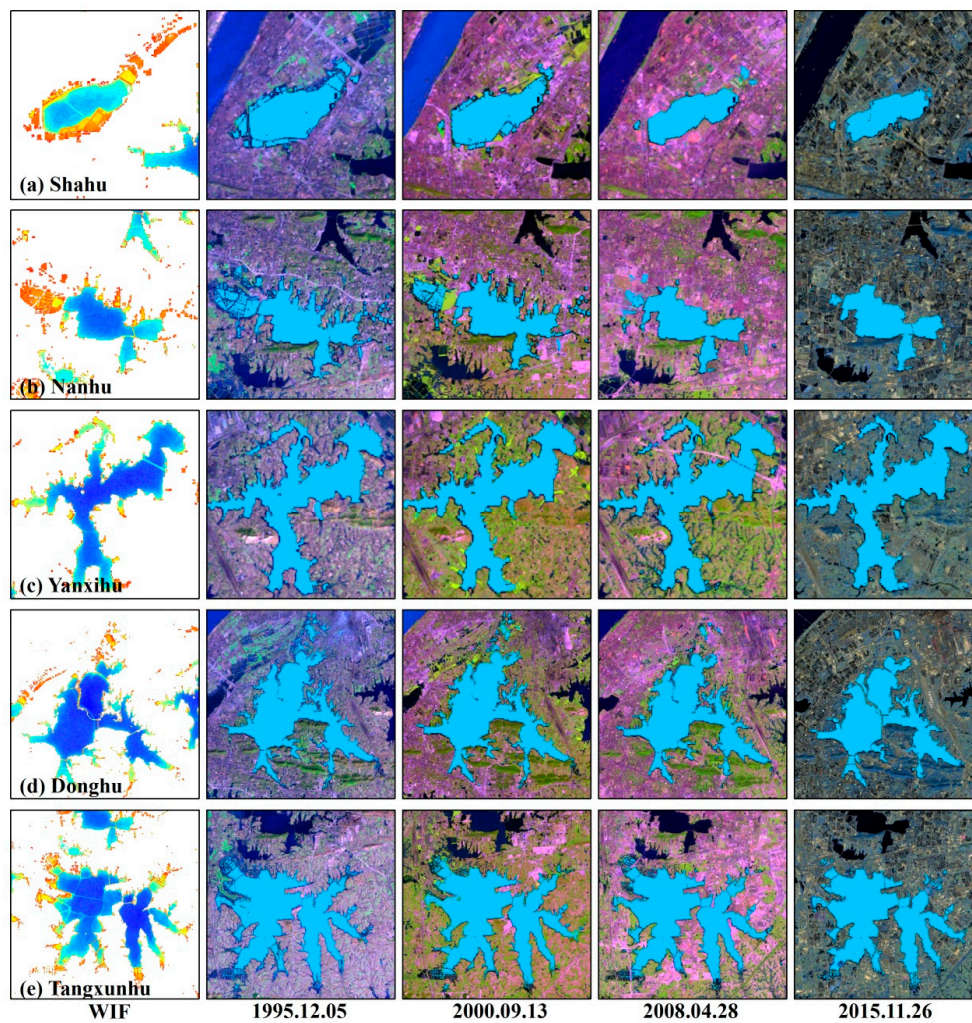 (a) Shahu
(b) Nanhu
(c) Yanxihu
(d) Donghu
(e) Tangxunhu
WIF 1995.12.05 2000.09.13 2008.04.28 2015.11.26